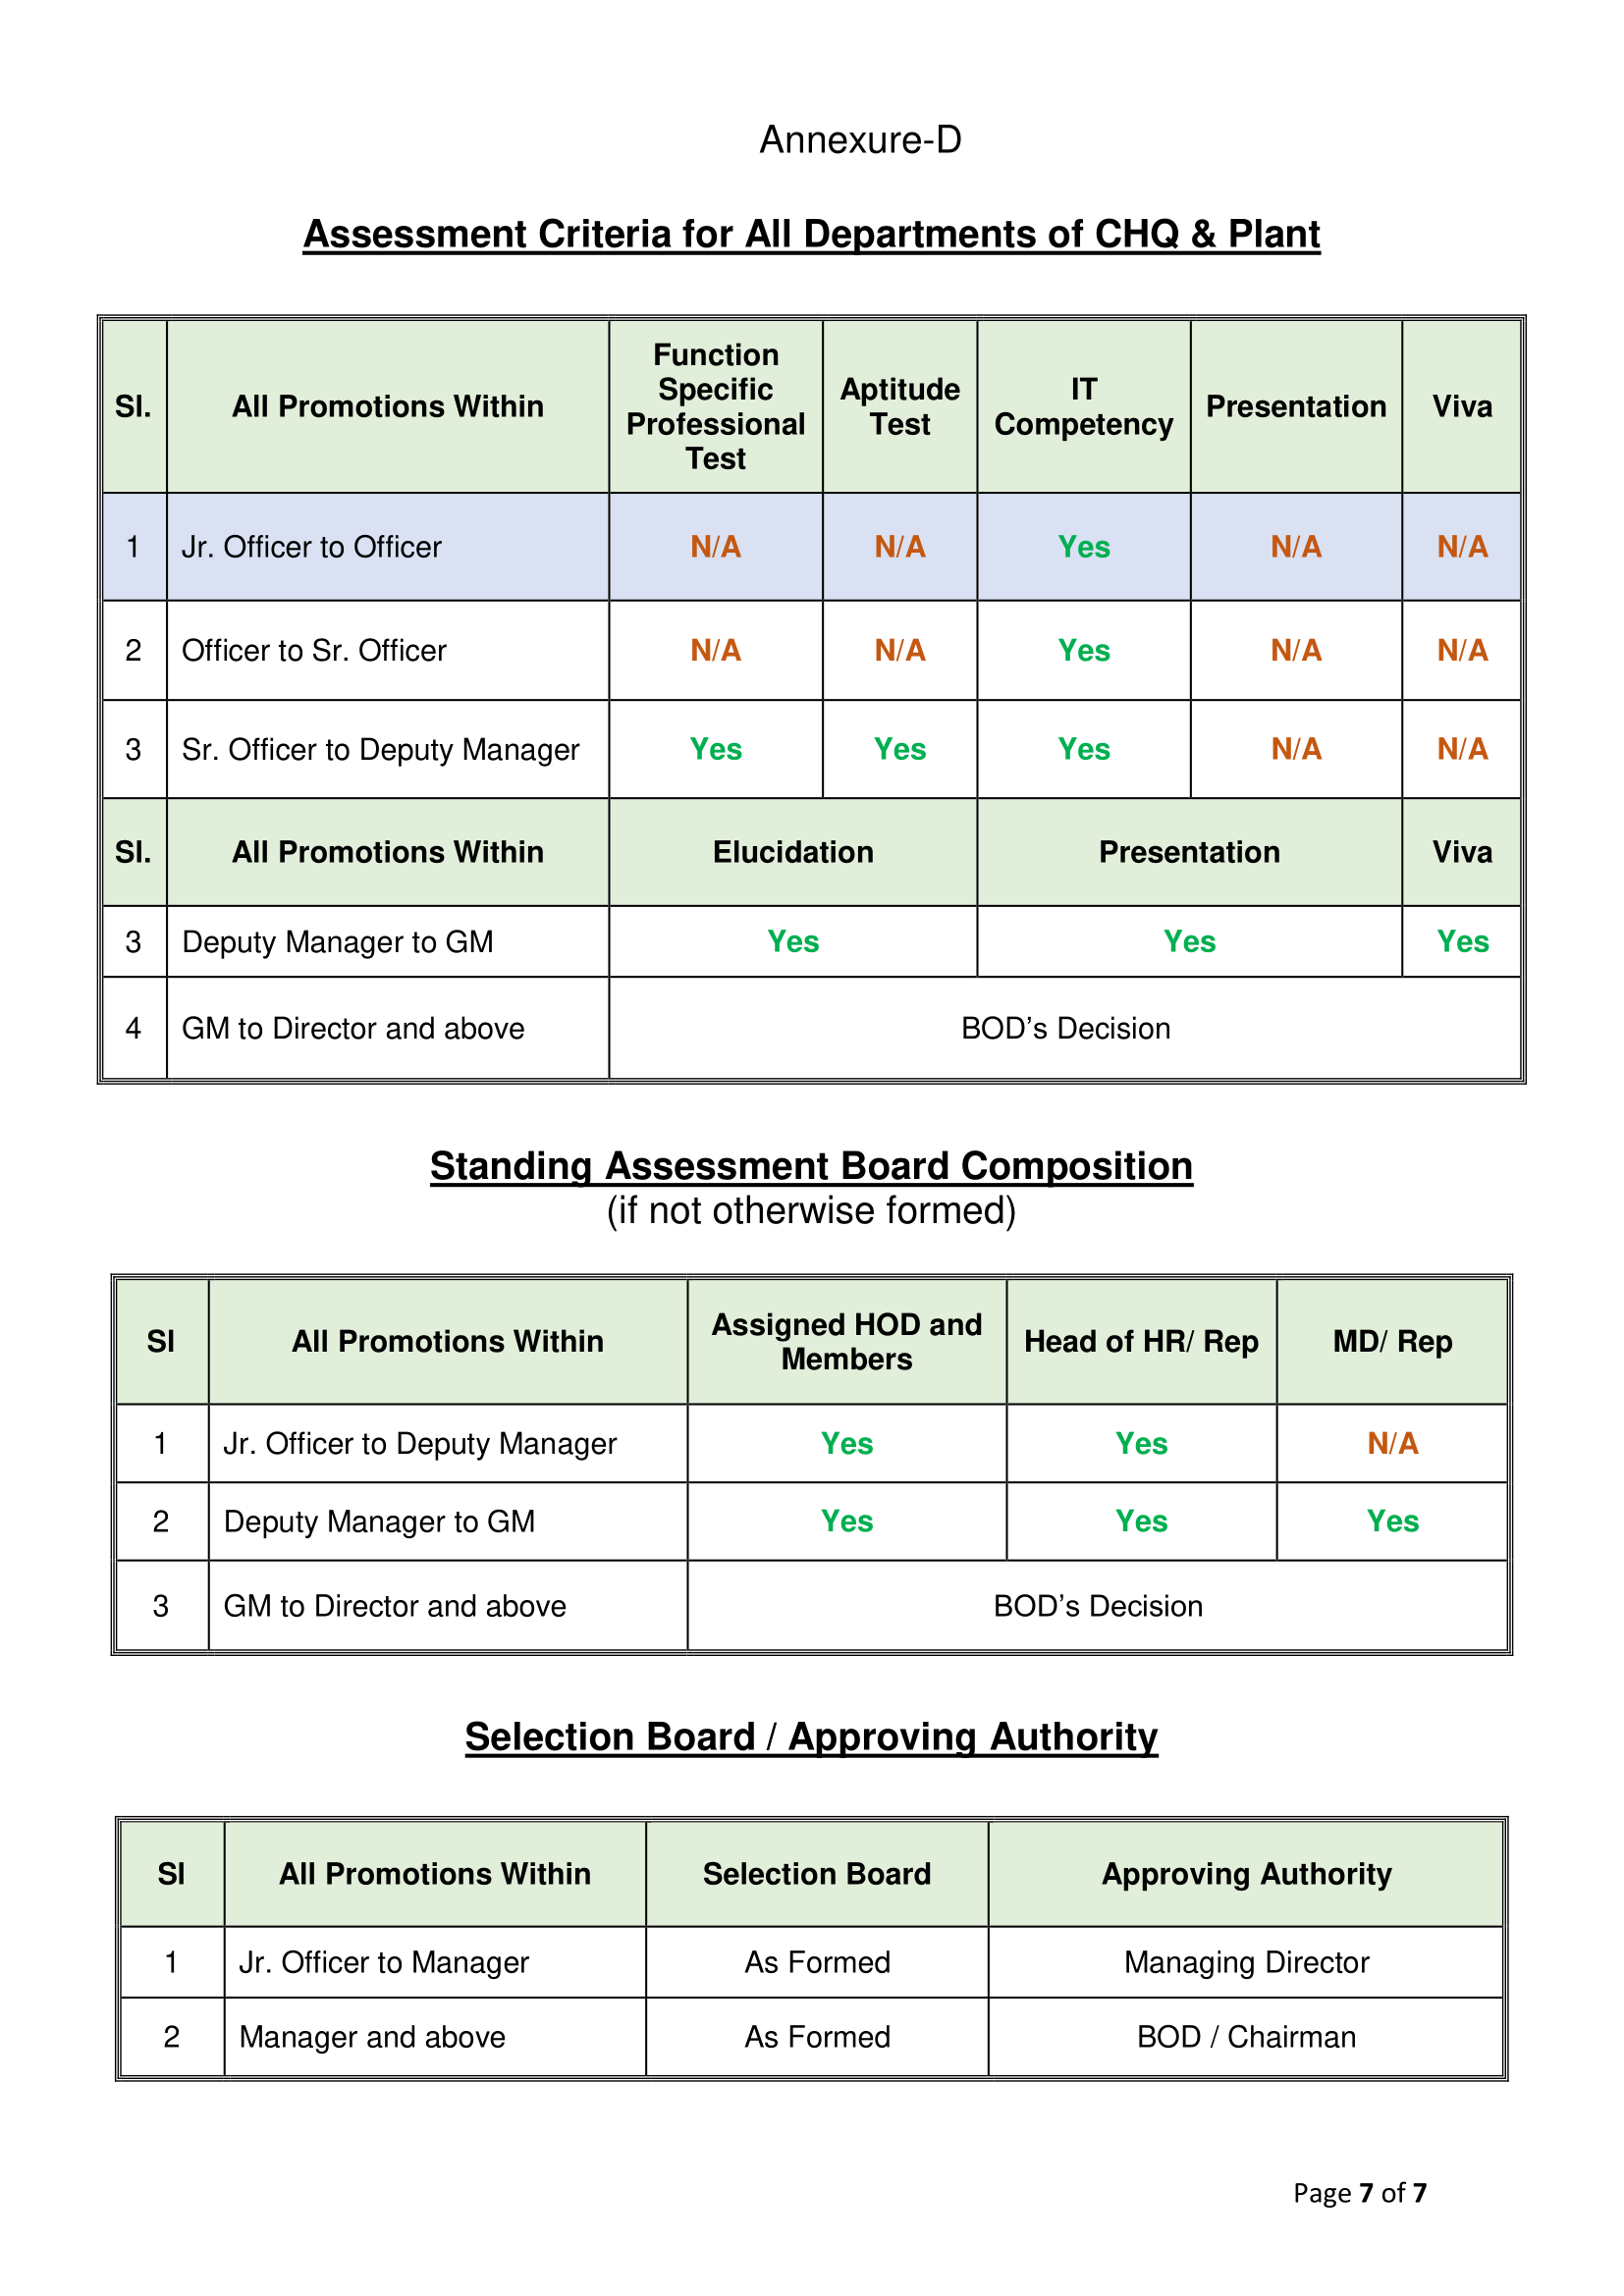 Annexure-D
Assessment Criteria for All Departments of CHQ & Plant
Sl. All Promotions Within Function Specific Professional Test Aptitude Test IT Competency Presentation Viva
1 Jr. Officer to Officer N/A N/A Yes N/A N/A
2 Officer to Sr. Officer N/A N/A Yes N/A N/A
3 Sr. Officer to Deputy Manager Yes Yes Yes N/A N/A
Sl. All Promotions Within Elucidation Presentation Viva
3 Deputy Manager to GM Yes Yes Yes
4 GM to Director and above BOD’s Decision
Standing Assessment Board Composition
(if not otherwise formed)
Sl All Promotions Within Assigned HOD and Members Head of HR/ Rep MD/ Rep
1 Jr. Officer to Deputy Manager Yes Yes N/A
2 Deputy Manager to GM Yes Yes Yes
3 GM to Director and above BOD’s Decision
Selection Board / Approving Authority
Sl All Promotions Within Selection Board Approving Authority
1 Jr. Officer to Manager As Formed Managing Director
2 Manager and above As Formed BOD / Chairman
Page 7 of 7